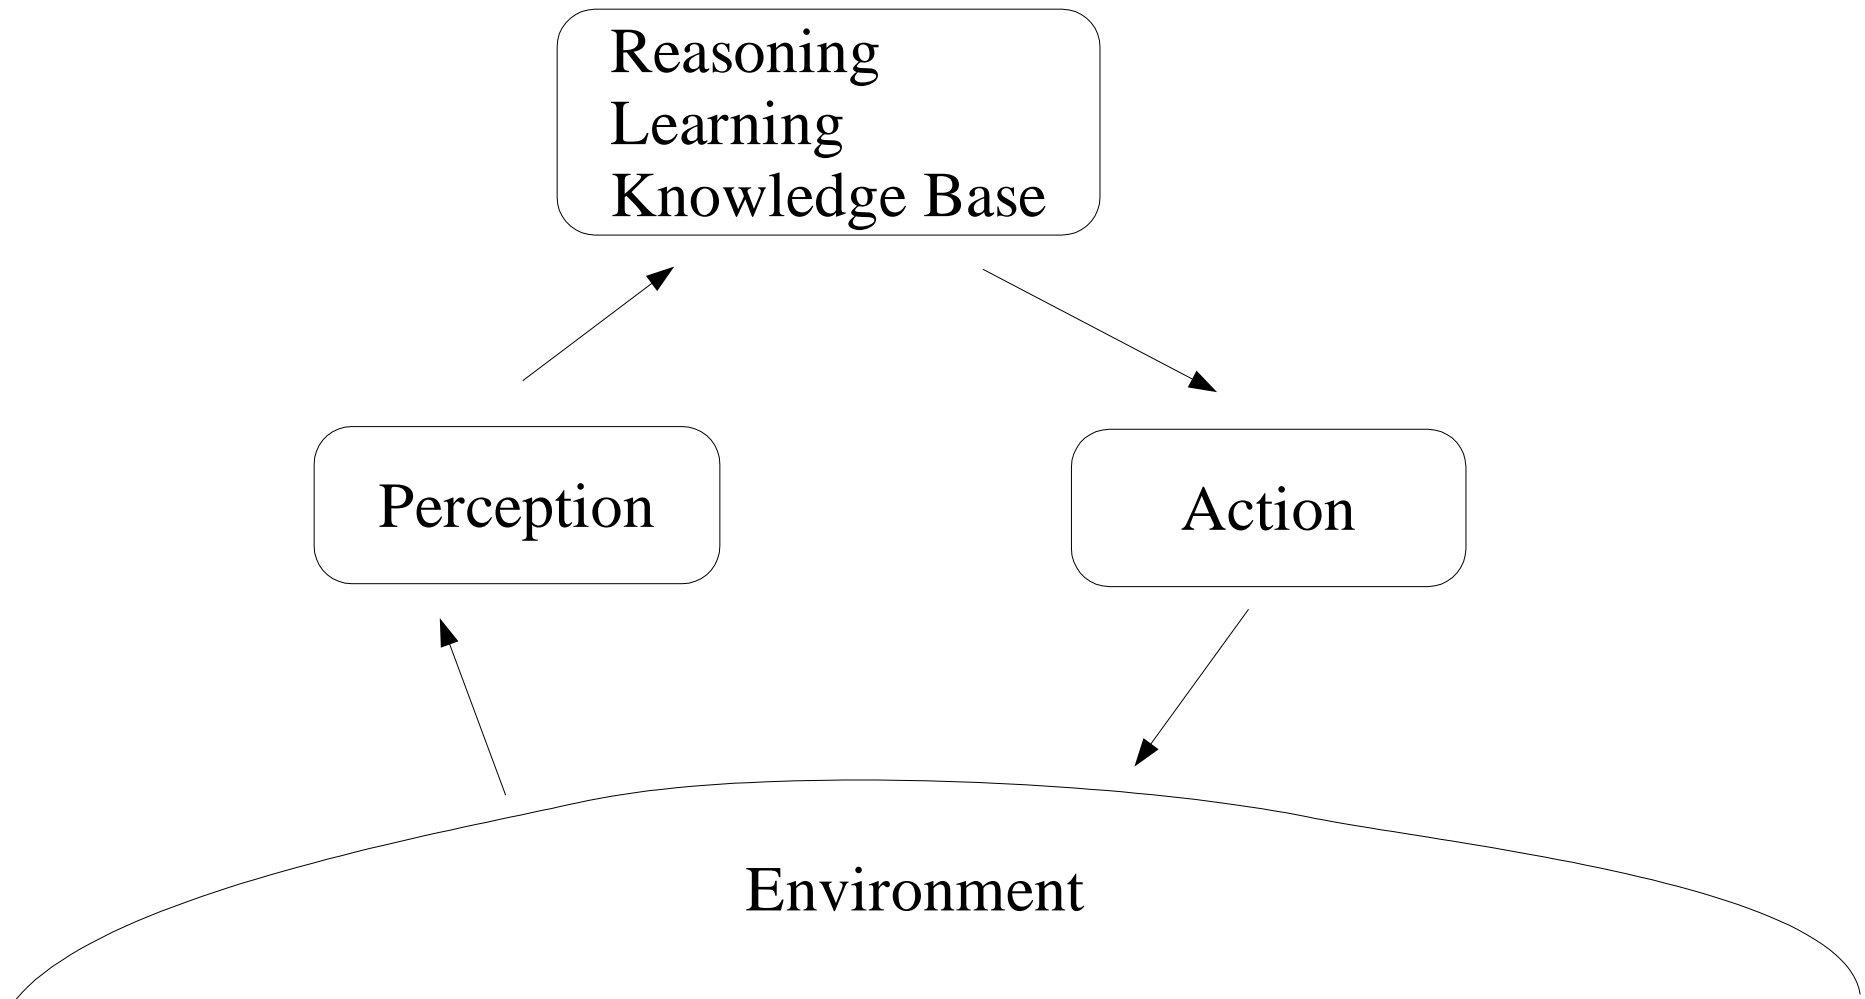 Reasoning
Learning
Knowledge Base
Perception
Action
Environment